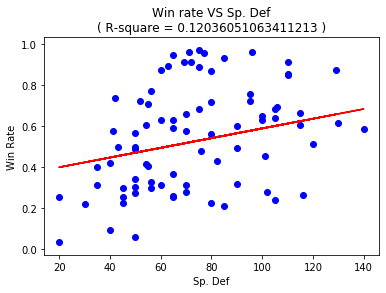 Win rate VS Sp. Def
( R-square = 0.12036051063411213 )
Win Rate
1.0
0.8
0.6
0.4
0.2
0.0
20 40 60 80 100 120 140
Sp. Def